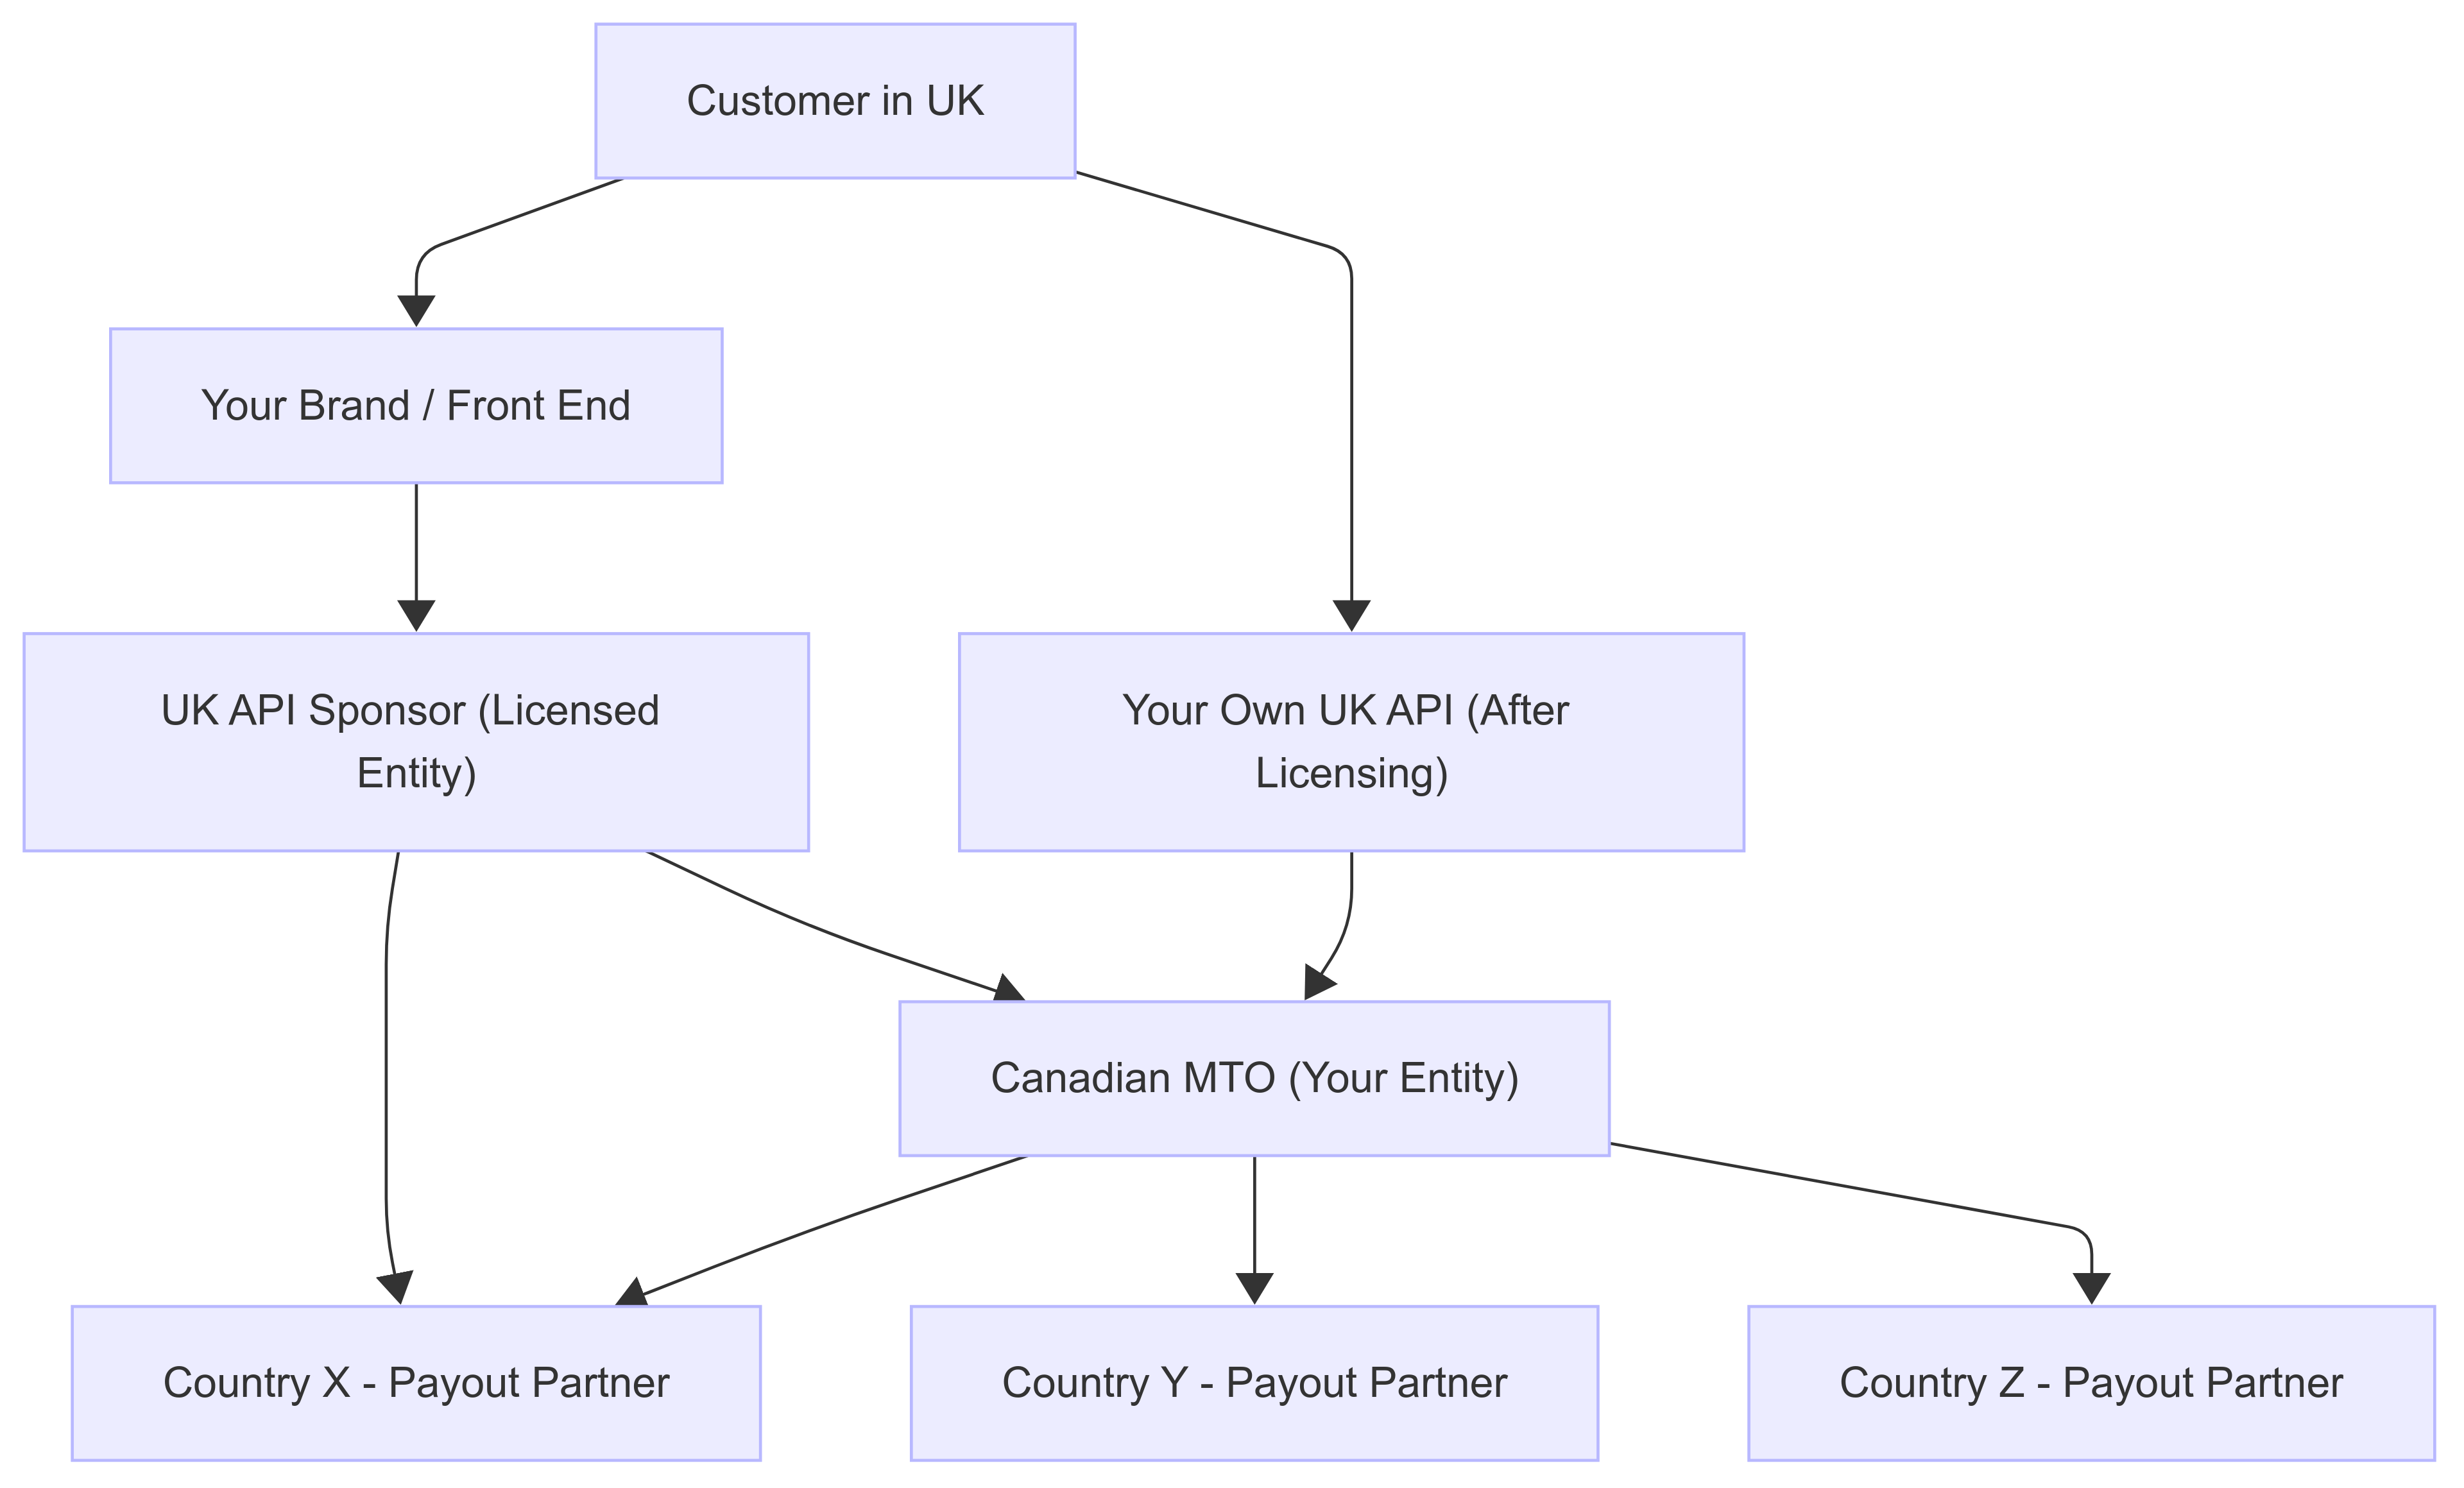 Customer in UK
Your Brand / Front End
UK API Sponsor (Licensed
Entity)
Your Own UK API (After
Licensing)
Canadian MTO (Your Entity)
Country X - Payout Partner
Country Y - Payout Partner
Country Z - Payout Partner